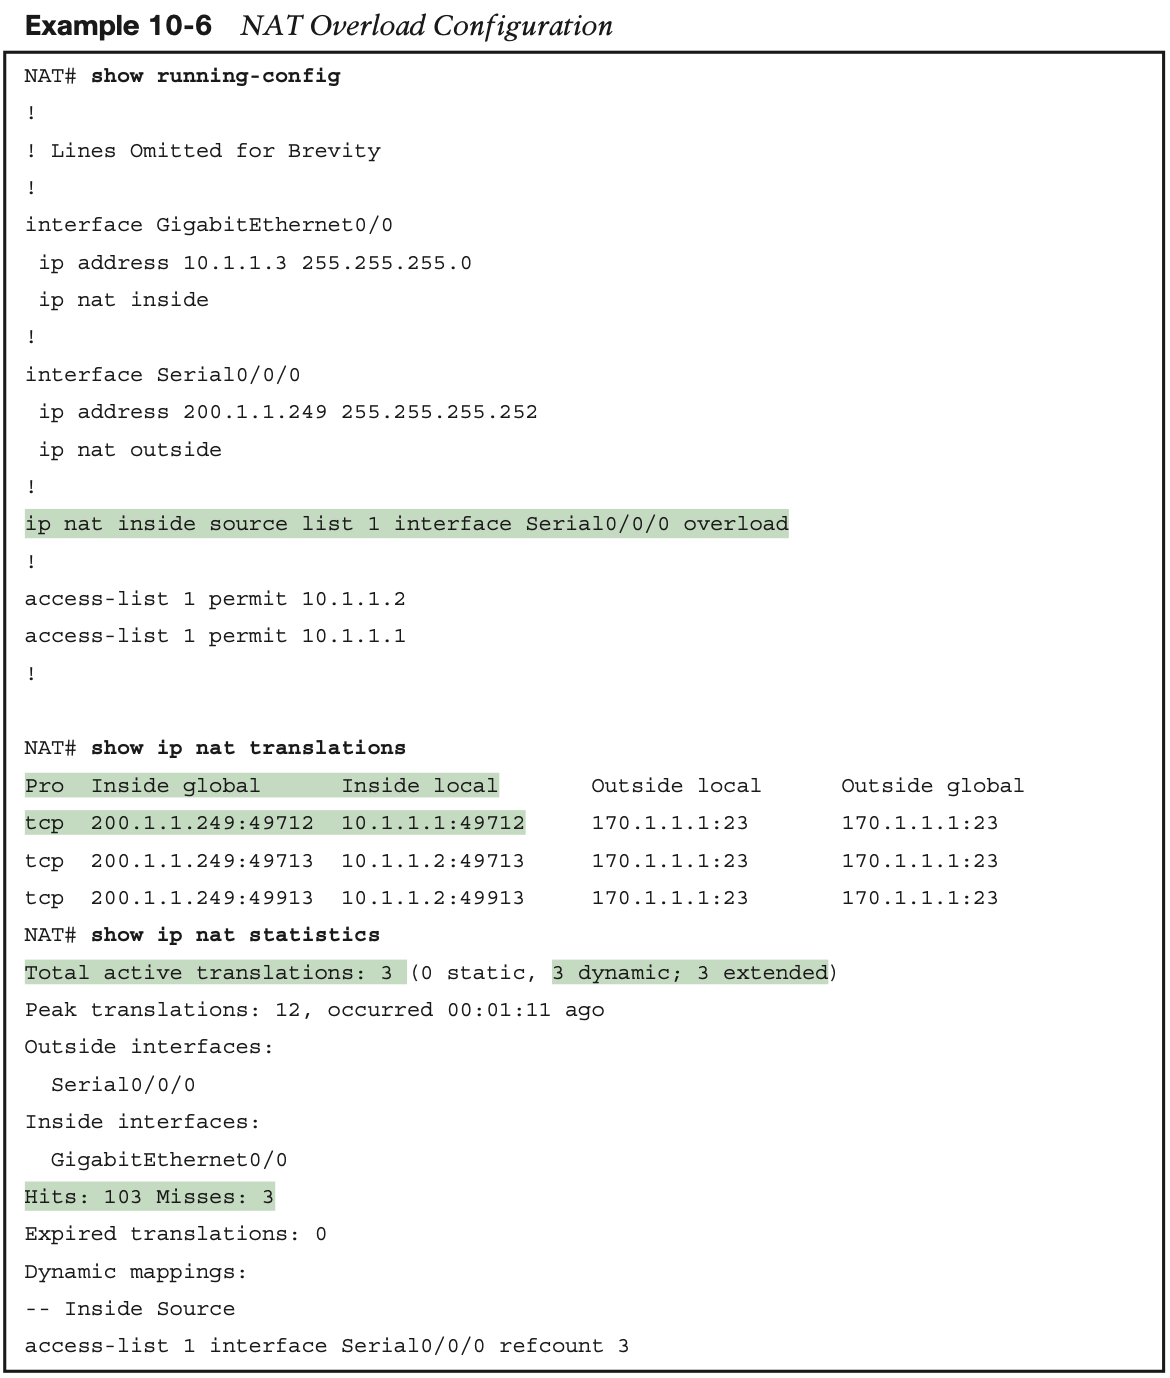 Example 10-6 NAT Overload Configuration
NAT# show running-config
!
! Lines Omitted for Brevity
!
interface GigabitEthernet0/0
 ip address 10.1.1.3 255.255.255.0
 ip nat inside
!
interface Serial0/0/0
 ip address 200.1.1.249 255.255.255.252
 ip nat outside
!
ip nat inside source list 1 interface Serial0/0/0 overload
!
access-list 1 permit 10.1.1.2
access-list 1 permit 10.1.1.1
!
NAT# show ip nat translations
Pro  Inside global      Inside local       Outside local      Outside global
tcp  200.1.1.249:49712  10.1.1.1:49712     170.1.1.1:23       170.1.1.1:23
tcp  200.1.1.249:49713  10.1.1.2:49713     170.1.1.1:23       170.1.1.1:23
tcp  200.1.1.249:49913  10.1.1.2:49913     170.1.1.1:23       170.1.1.1:23
NAT# show ip nat statistics
Total active translations: 3 (0 static, 3 dynamic; 3 extended)
Peak translations: 12, occurred 00:01:11 ago
Outside interfaces:
  Serial0/0/0
Inside interfaces:
  GigabitEthernet0/0
Hits: 103 Misses: 3
Expired translations: 0
Dynamic mappings:
-- Inside Source
access-list 1 interface Serial0/0/0 refcount 3